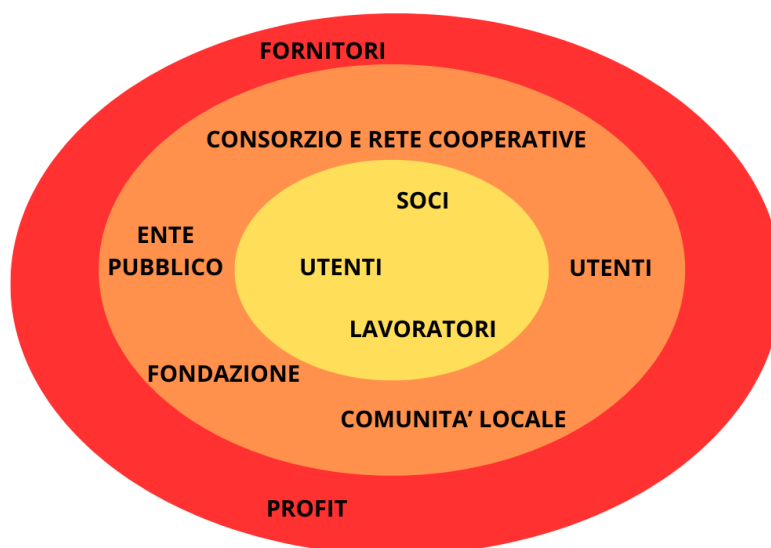 FORNITORI
CONSORZIO E RETE COOPERATIVE
SOCI
ENTE
PUBBLICO
UTENTI
UTENTI
LAVORATORI
FONDAZIONE
COMUNITA’ LOCALE
PROFIT